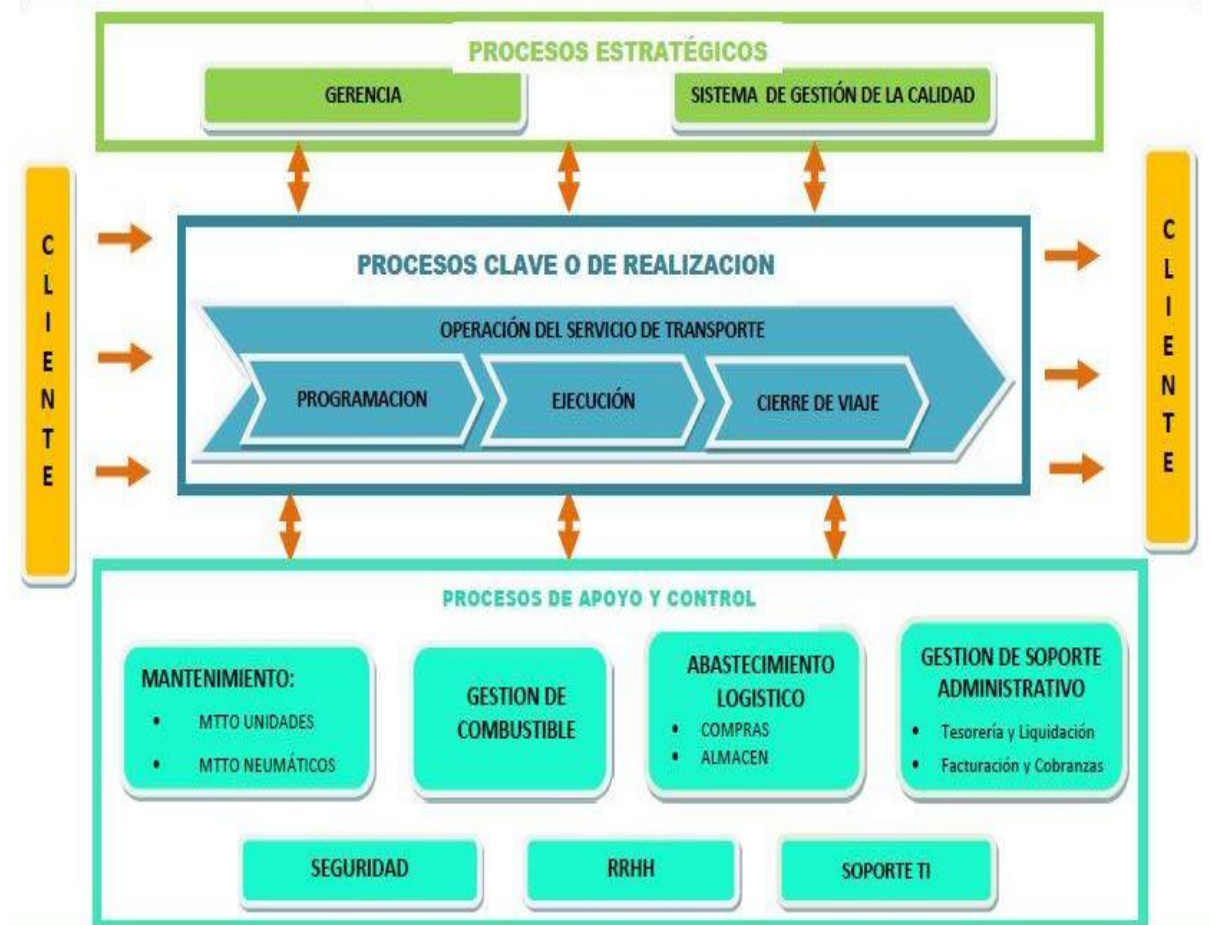 PROCESOS ESTRATÉGICOS
GERENCIA
SISTEMA DE GESTIÓN DE LA CALIDAD
CLIENTE
PROCESOS CLAVE O DE REALIZACION
OPERACIÓN DEL SERVICIO DE TRANSPORTE
PROGRAMACION
EJECUCIÓN
CIERRE DE VIAJE
CLIENTE
PROCESOS DE APOYO Y CONTROL
MANTENIMIENTO:
• MTTO UNIDADES
• MTTO NEUMÁTICOS
GESTION DE
COMBUSTIBLE
ABASTECIMIENTO
LOGISTICO
• COMPRAS
• ALMACEN
GESTION DE SOPORTE
ADMINISTRATIVO
• Tesorería y Liquidación
• Facturación y Cobranzas
SEGURIDAD
RRHH
SOPORTE TI